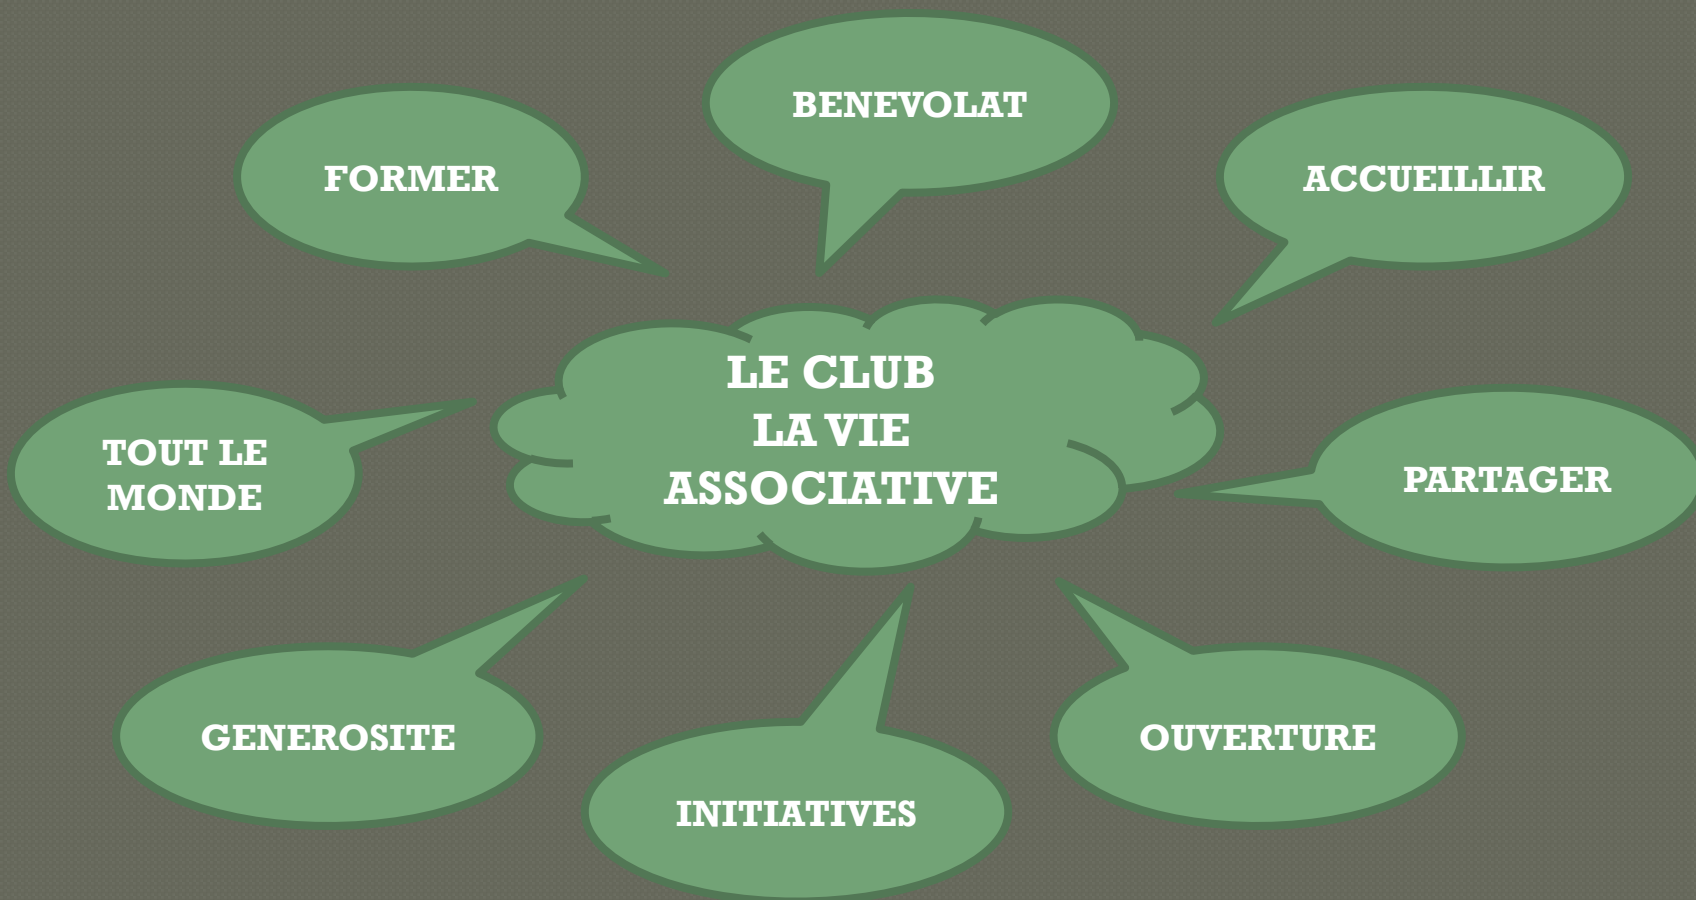 BENEVOLAT
FORMER
ACCUEILLIR
LE CLUB
LA VIE
ASSOCIATIVE
TOUT LE
MONDE
PARTAGER
GENEROSITE
OUVERTURE
INITIATIVES